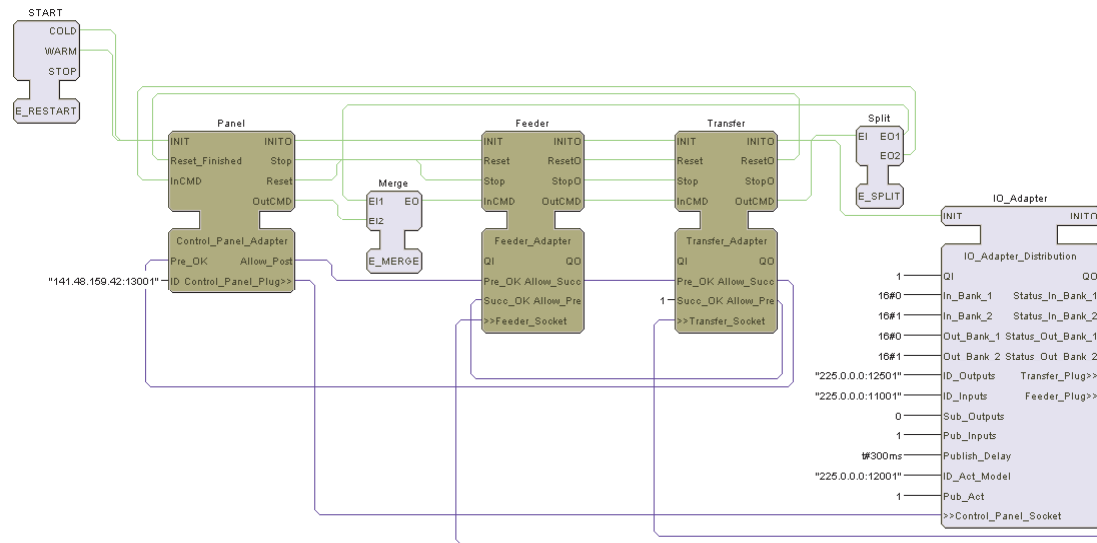 START
COLD
WARM
STOP
E_RESTART
Panel
INIT INITO
Reset_Finished Stop
InCMD Reset
OutCMD
Control_Panel_Adapter
Pre_OK Allow_Post
"141.48.159.42:13001" ID Control_Panel_Plug>>
Merge
EI1 EO
EI2
E_MERGE
Feeder
INIT INITO
Reset ResetO
Stop StopO
InCMD OutCMD
Feeder_Adapter
QI QO
Pre_OK Allow_Succ
Succ_OK Allow_Pre
>>Feeder_Socket
Transfer
INIT INITO
Reset ResetO
Stop StopO
InCMD OutCMD
Transfer_Adapter
QI QO
Pre_OK Allow_Succ
1 Succ_OK Allow_Pre
>>Transfer_Socket
Split
EI EO1
EO2
E_SPLIT
IO_Adapter
INIT INITO
IO_Adapter_Distribution
1 QI QO
16#0 In_Bank_1 Status_In_Bank_1
16#1 In_Bank_2 Status_In_Bank_2
16#0 Out_Bank_1 Status_Out_Bank_1
16#1 Out_Bank_2 Status_Out_Bank_2
"225.0.0.0:12501" ID_Outputs Transfer_Plug>>
"225.0.0.0:11001" ID_Inputs Feeder_Plug>>
0 Sub_Outputs
1 Pub_Inputs
t#300ms Publish_Delay
"225.0.0.0:12001" ID_Act_Model
1 Pub_Act
>>Control_Panel_Socket